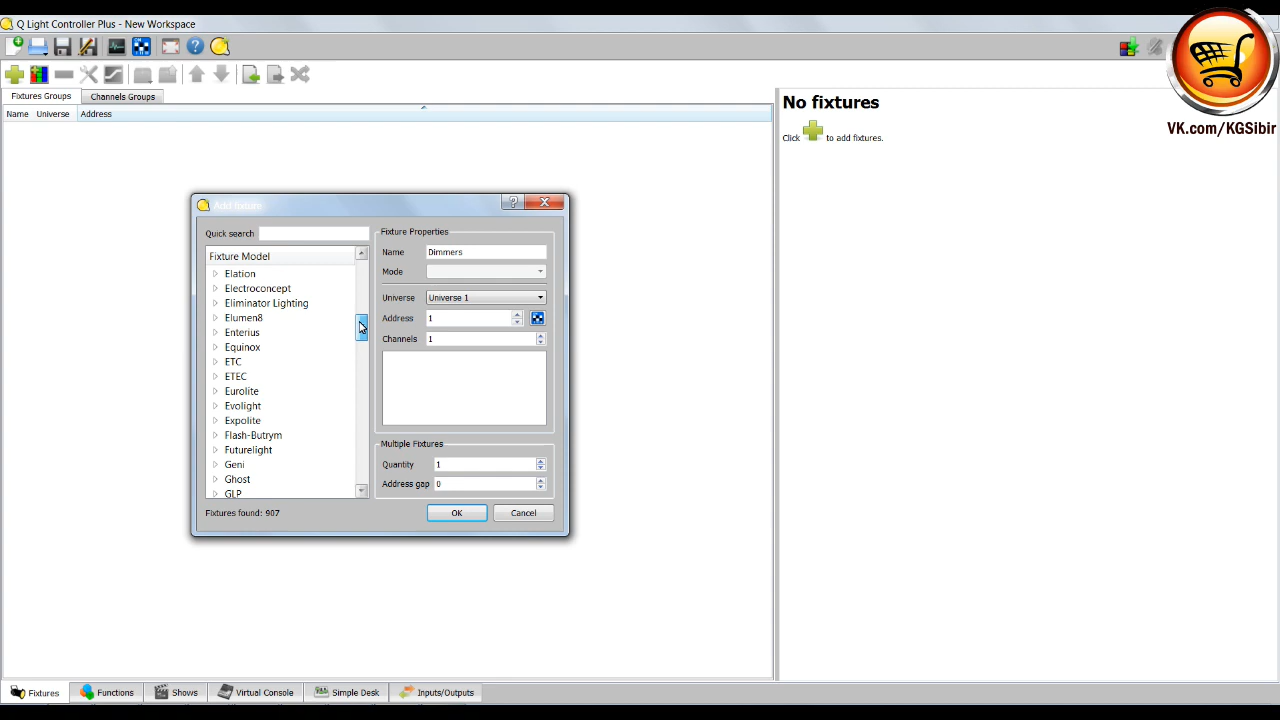 Q Light Controller Plus - New Workspace
Fixtures Groups
Channels Groups
Name
Universe
Address
No fixtures
Click to add fixtures.
VK.com/KGSibir
Add fixture
Quick search
Fixture Model
Elation
Electroconcept
Eliminator Lighting
Elumen8
Enterius
Equinox
ETC
ETEC
Eurolite
Evolight
Expolite
Flash-Butrym
Futurelight
Geni
Ghost
GLP
Fixtures found: 907
Fixture Properties
Name Dimmers
Mode
Universe Universe 1
Address 1
Channels 1
Multiple Fixtures
Quantity 1
Address gap 0
OK
Cancel
Fixtures
Functions
Shows
Virtual Console
Simple Desk
Inputs/Outputs